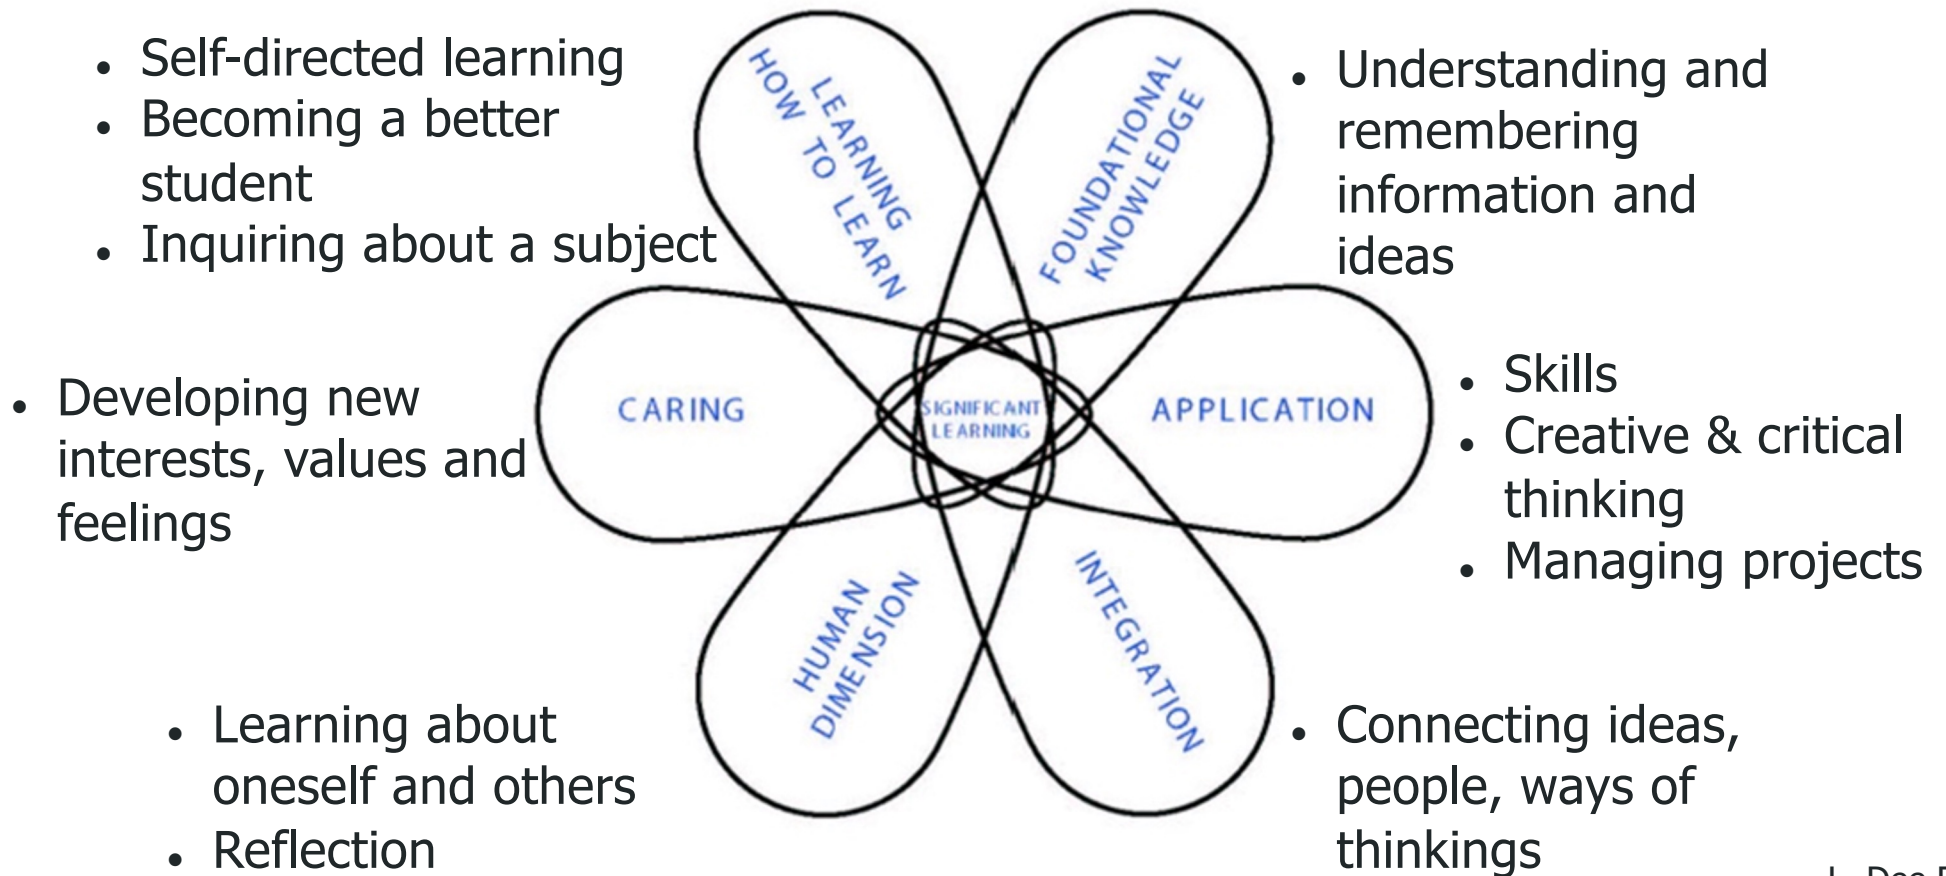 • Self-directed learning
• Becoming a better
student
• Inquiring about a subject
LEARNING
HOW TO LEARN
FOUNDATIONAL
KNOWLEDGE
• Understanding and
remembering
information and
ideas
• Developing new
interests, values and
feelings
CARING
SIGNIFICANT
LEARNING
APPLICATION
• Skills
• Creative & critical
thinking
• Managing projects
HUMAN
DIMENSION
INTEGRATION
• Learning about
oneself and others
• Reflection
• Connecting ideas,
people, ways of
thinkings